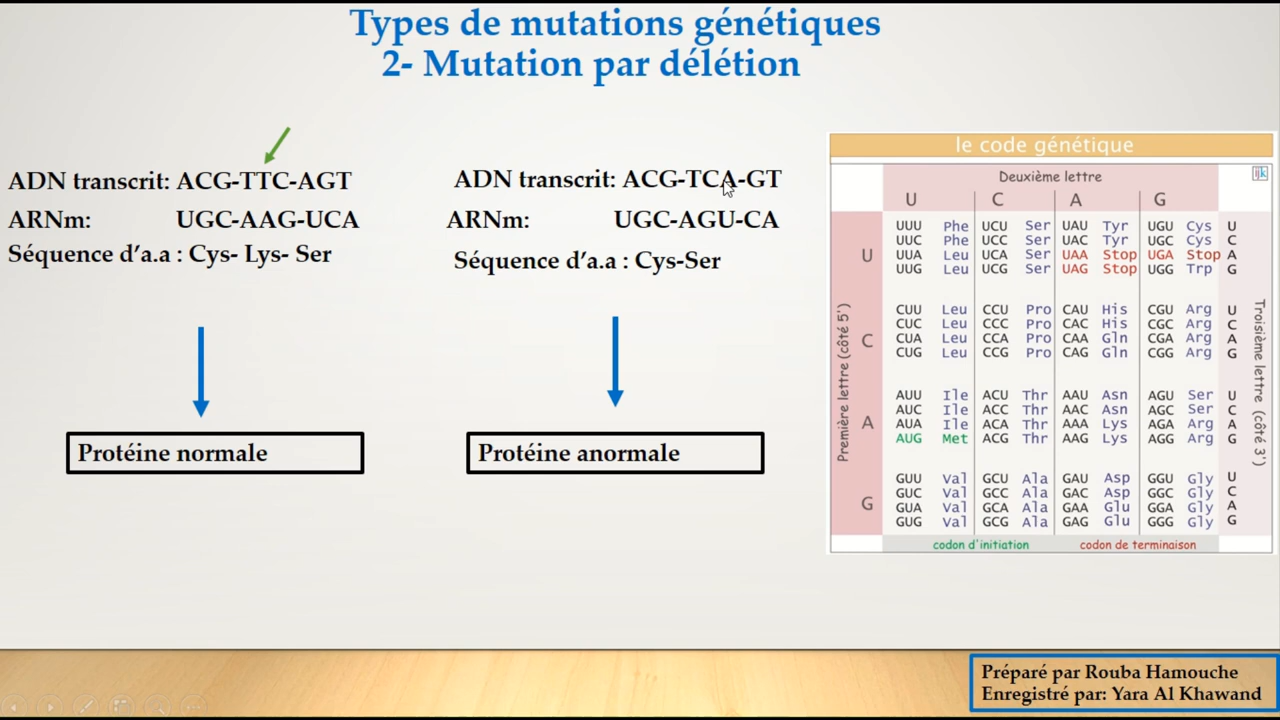 Types de mutations génétiques
2- Mutation par délétion
ADN transcrit: ACG-TTC-AGT
ARNm: UGC-AAG-UCA
Séquence d'a.a : Cys- Lys- Ser
Protéine normale
ADN transcrit: ACG-TCA-GT
ARNm: UGC-AGU-CA
Séquence d'a.a : Cys-Ser
Protéine anormale
le code génétique
Deuxième lettre
U C A G
Première lettre (côté 5')
Troisième lettre (côté 3')
U
UUU Phe UCU Ser UAU Tyr UGU Cys U
UUC Phe UCC Ser UAC Tyr UGC Cys C
UUA Leu UCA Ser UAA Stop UGA Stop A
UUG Leu UCG Ser UAG Stop UGG Trp G
C
CUU Leu CCU Pro CAU His CGU Arg U
CUC Leu CCC Pro CAC His CGC Arg C
CUA Leu CCA Pro CAA Gln CGA Arg A
CUG Leu CCG Pro CAG Gln CGG Arg G
A
AUU Ile ACU Thr AAU Asn AGU Ser U
AUC Ile ACC Thr AAC Asn AGC Ser C
AUA Ile ACA Thr AAA Lys AGA Arg A
AUG Met ACG Thr AAG Lys AGG Arg G
G
GUU Val GCU Ala GAU Asp GGU Gly U
GUC Val GCC Ala GAC Asp GGC Gly C
GUA Val GCA Ala GAA Glu GGA Gly A
GUG Val GCG Ala GAG Glu GGG Gly G
codon d'initiation codon de terminaison
Préparé par Rouba Hamouche
Enregistré par: Yara Al Khawand